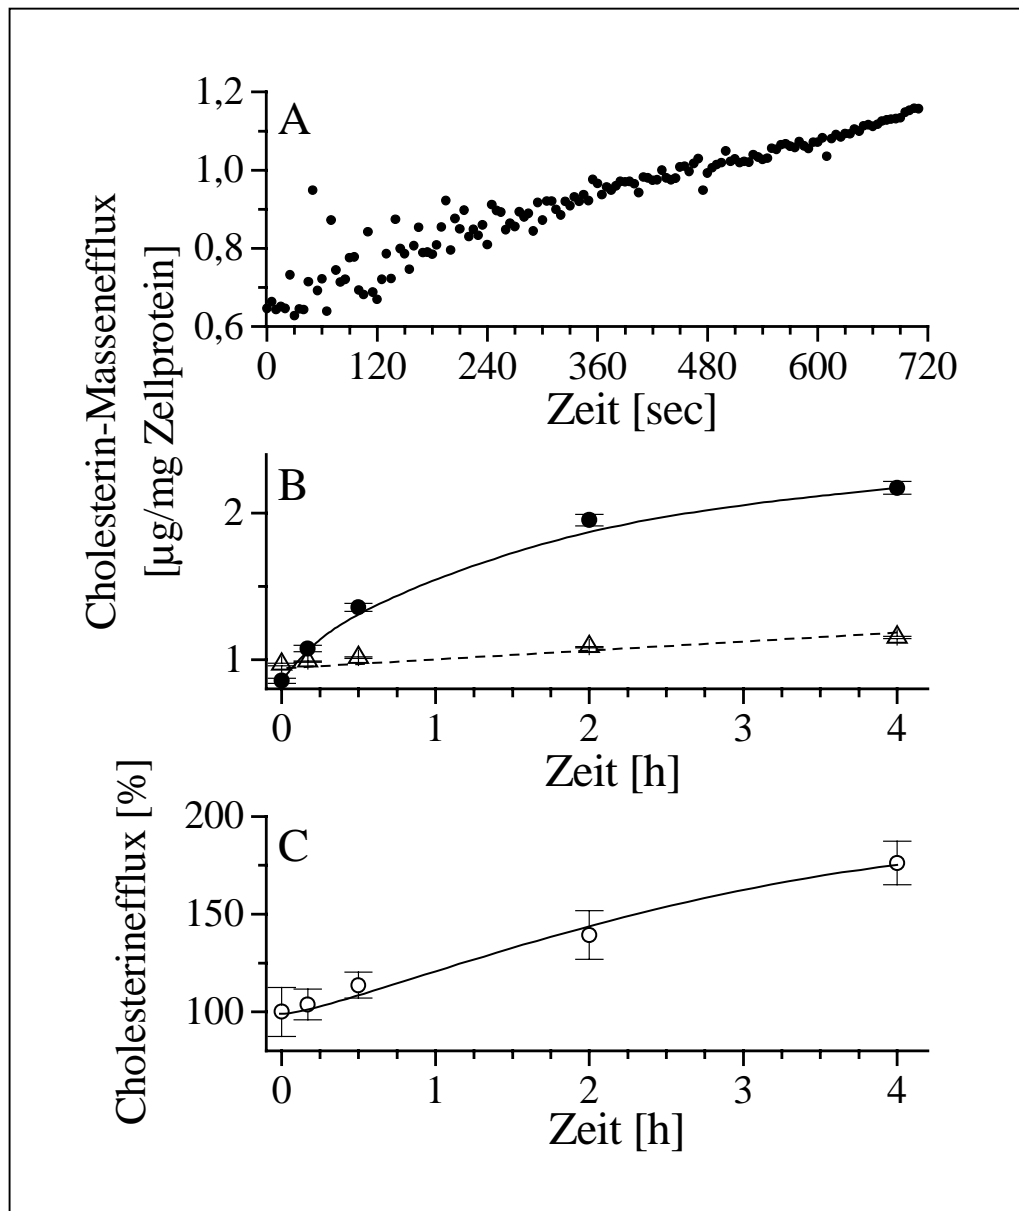 A
1,2
1,0
0,8
0,6
0 120 240 360 480 600 720
Zeit [sec]
Cholesterin-Massenefflux
[µg/mg Zellprotein]
B
2
1
0 1 2 3 4
Zeit [h]
Cholesterinefflux [%]
C
200
150
100
0 1 2 3 4
Zeit [h]